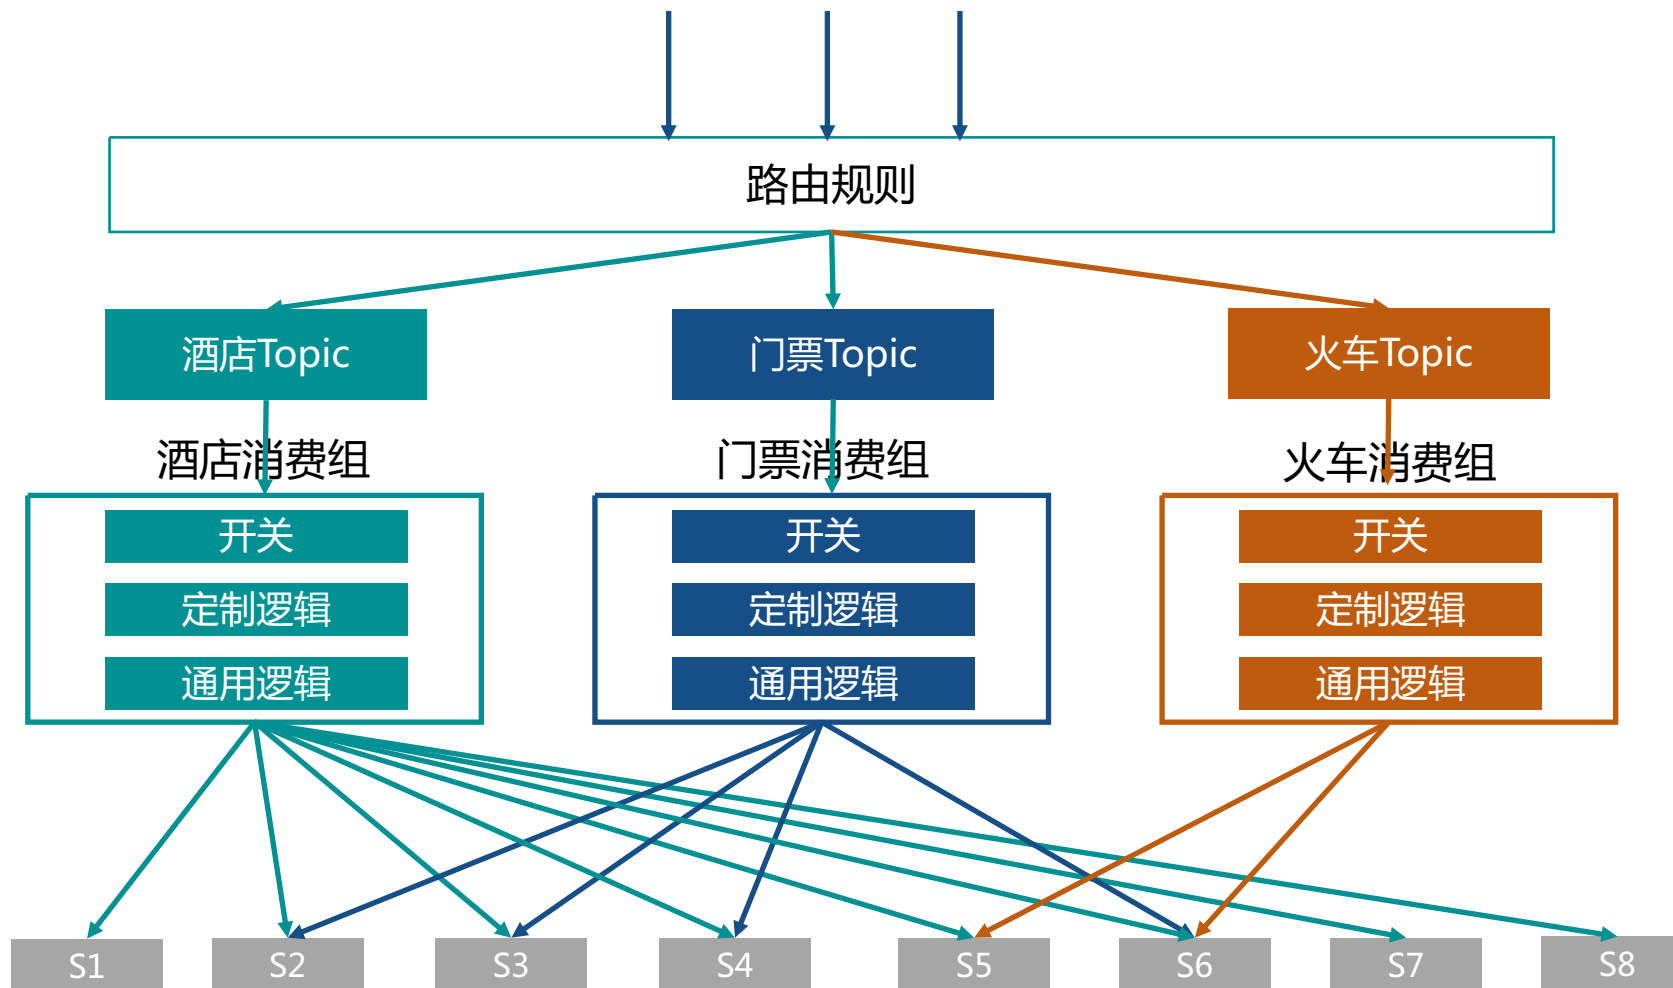 路由规则
酒店Topic
门票Topic
火车Topic
酒店消费组
门票消费组
火车消费组
开关
定制逻辑
通用逻辑
开关
定制逻辑
通用逻辑
开关
定制逻辑
通用逻辑
S1
S2
S3
S4
S5
S6
S7
S8